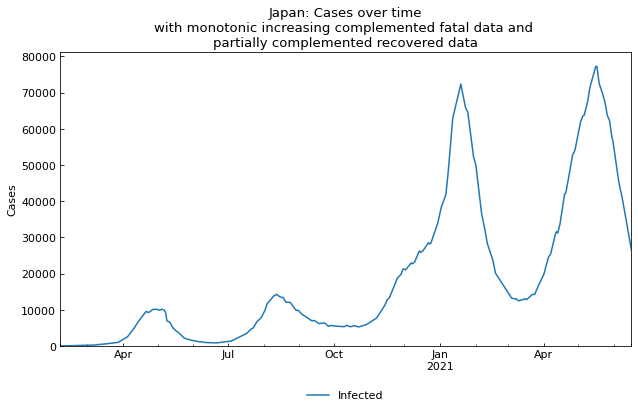 Japan: Cases over time
with monotonic increasing complemented fatal data and
partially complemented recovered data
80000
70000
60000
50000
40000
30000
20000
10000
0
Cases
Apr
Jul
Oct
Jan
2021
Apr
Infected